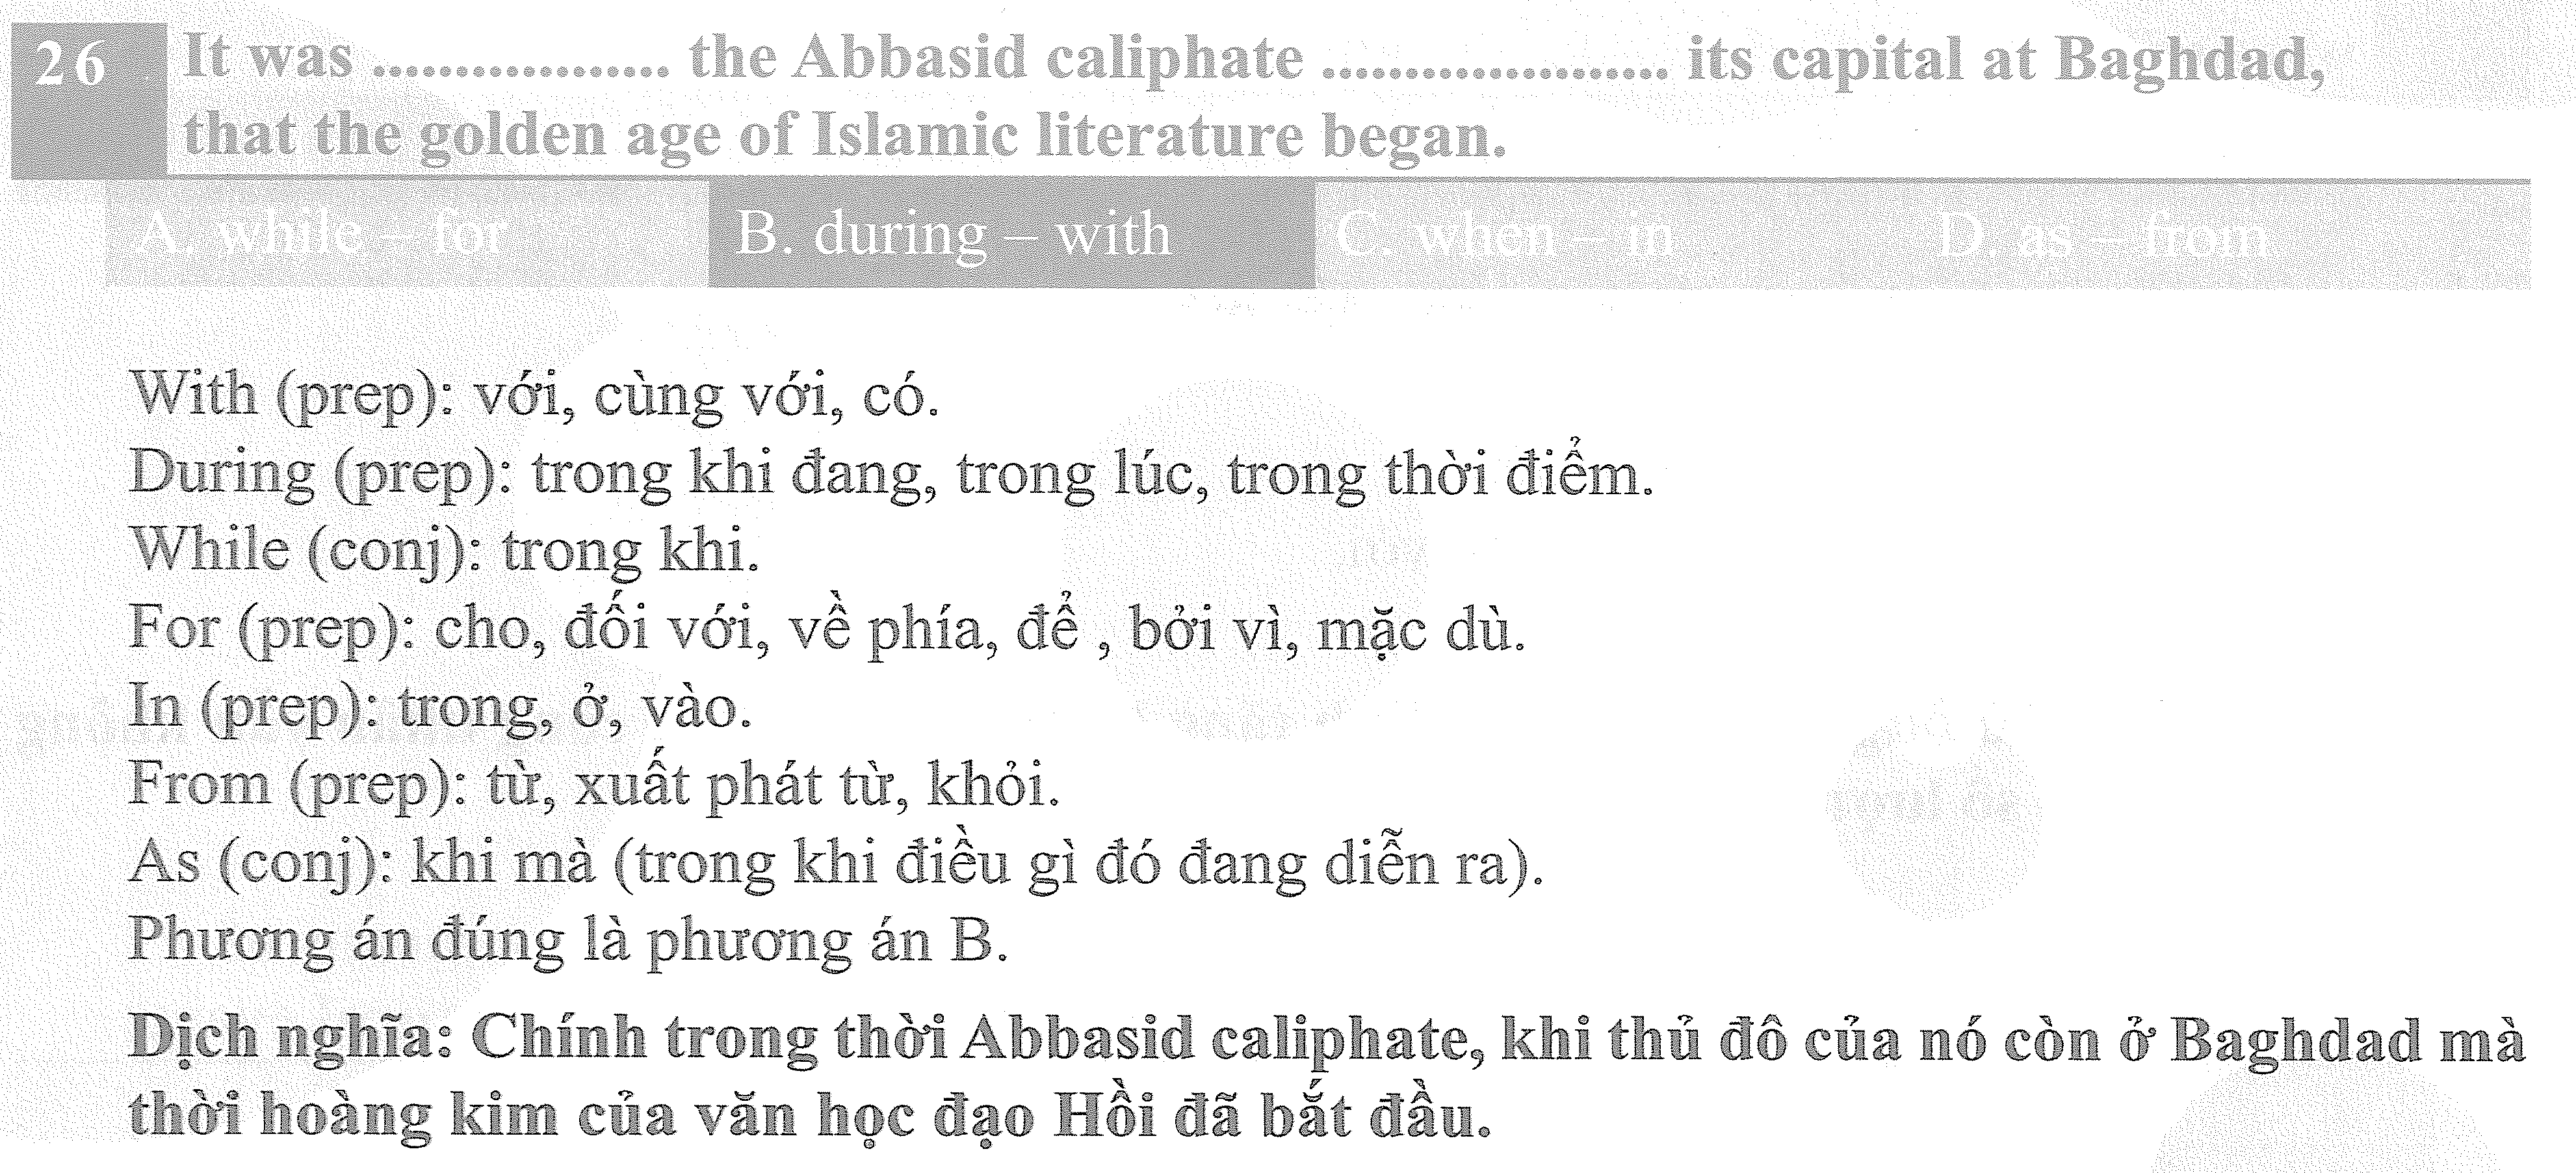 26 It was .................. the Abbasid caliphate ..................... its capital at Baghdad,
that the golden age of Islamic literature began.
A. while – for B. during – with C. when – in D. as – from
With (prep): với, cùng với, có.
During (prep): trong khi đang, trong lúc, trong thời điểm.
While (conj): trong khi.
For (prep): cho, đối với, về phía, để , bởi vì, mặc dù.
In (prep): trong, ở, vào.
From (prep): từ, xuất phát từ, khỏi.
As (conj): khi mà (trong khi điều gì đó đang diễn ra).
Phương án đúng là phương án B.
Dịch nghĩa: Chính trong thời Abbasid caliphate, khi thủ đô của nó còn ở Baghdad mà
thời hoàng kim của văn học đạo Hồi đã bắt đầu.